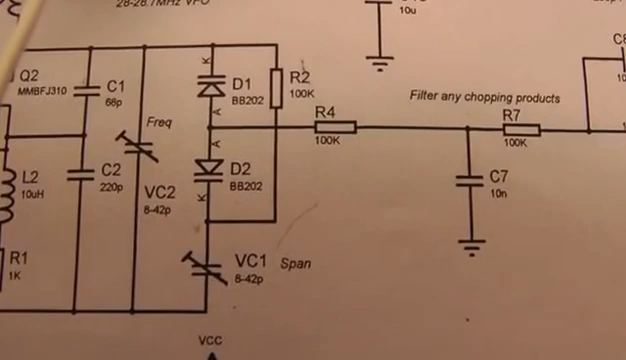 28-28.7MHz VFO
10u
Q2
MMBFJ310
C1
68p
K
D1
BB202
A
R2
100K
Filter any chopping products
R4
100K
R7
100K
Freq
A
D2
BB202
K
L2
10uH
C2
220p
VC2
8-42p
C7
10n
R1
1K
VC1
8-42p
Span
VCC